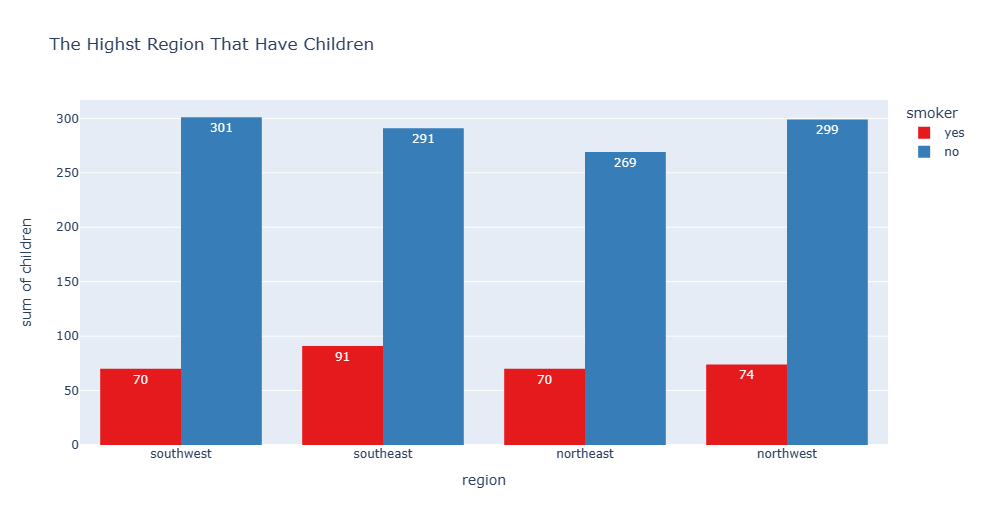 The Highst Region That Have Children
smoker
yes
no
sum of children
300
250
200
150
100
50
0
70
301
91
291
70
269
74
299
southwest
southeast
northeast
northwest
region